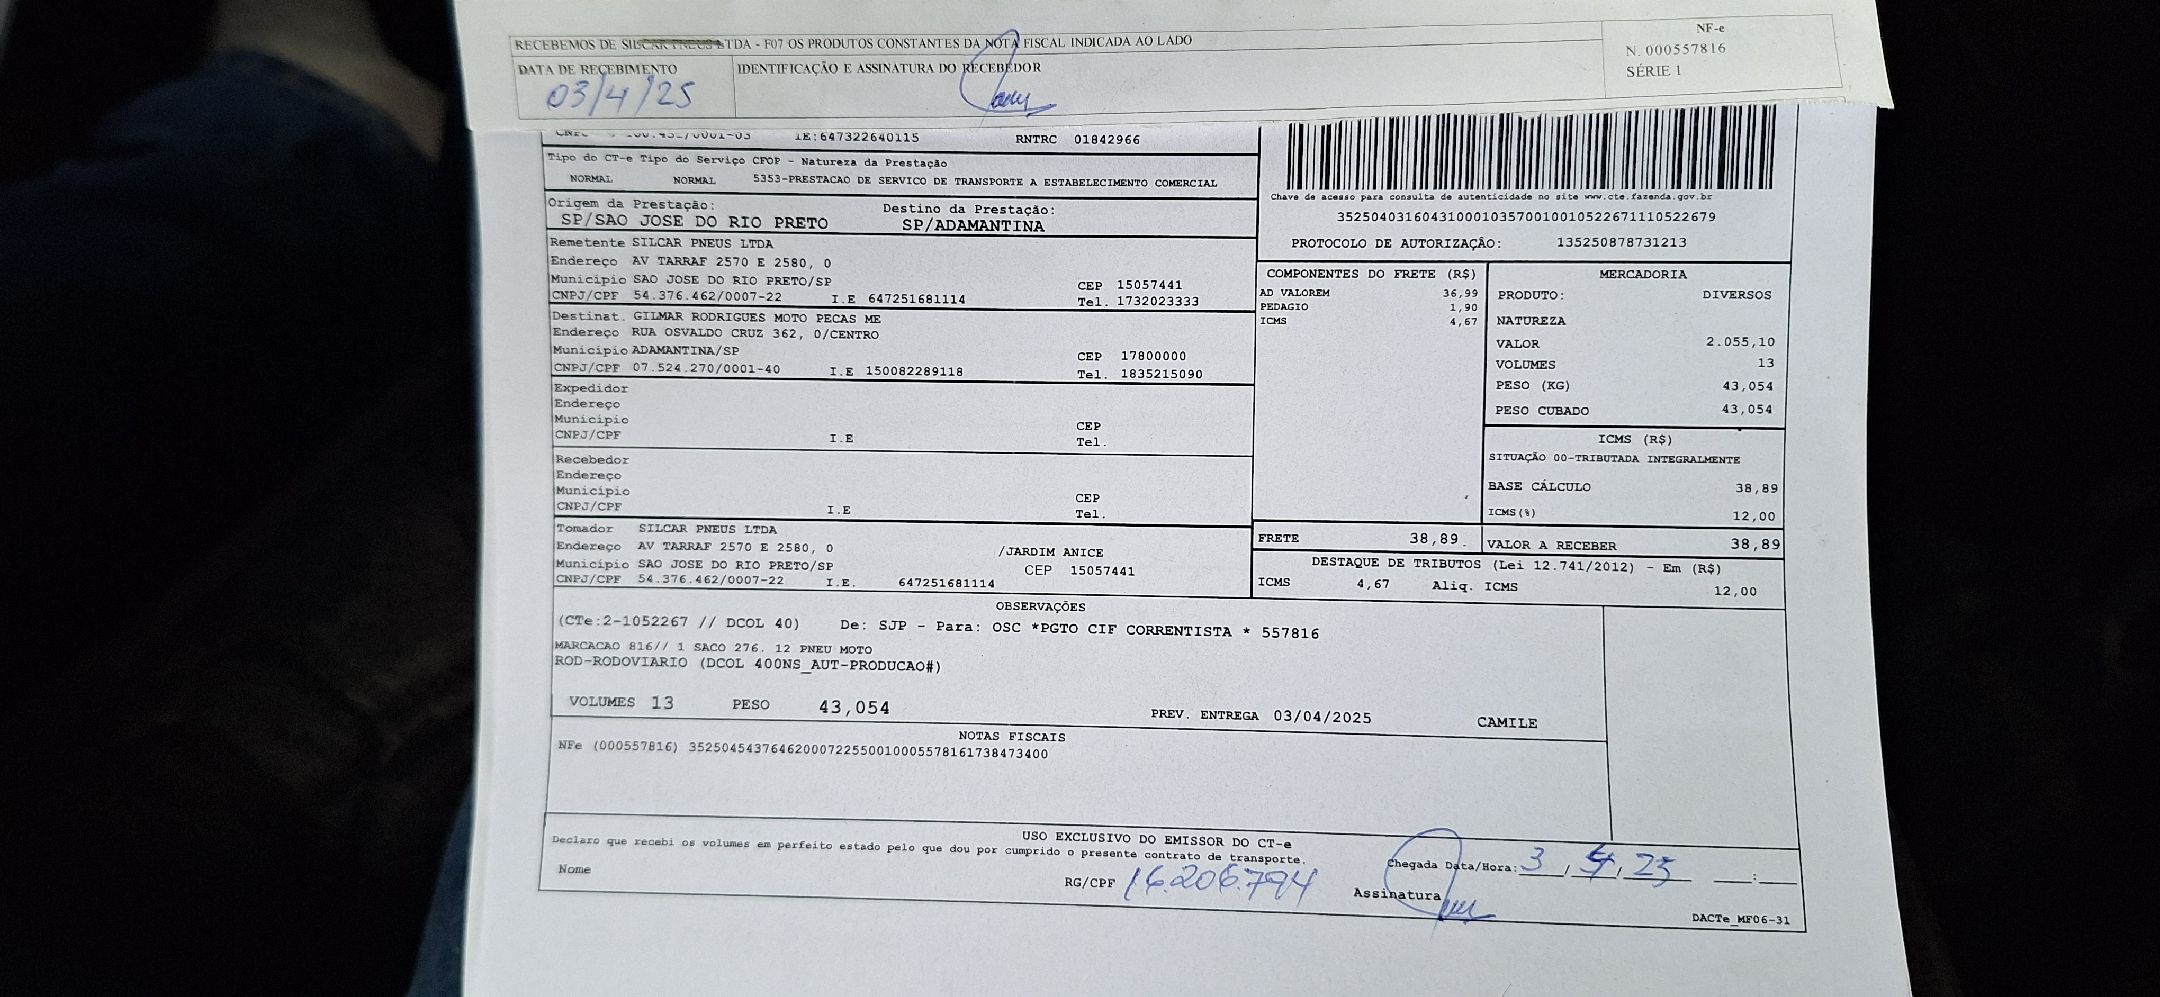 RECEBEMOS DE SILCAR PNEUS LTDA - F07 OS PRODUTOS CONSTANTES DA NOTA FISCAL INDICADA AO LADO
NF-e
N. 000557816
SÉRIE 1
DATA DE RECEBIMENTO
03/4/25
IDENTIFICAÇÃO E ASSINATURA DO RECEBEDOR
IE:647322640115
RNTRC 01842966
Tipo do CT-e Tipo do Serviço CFOP - Natureza da Prestação
NORMAL NORMAL 5353-PRESTACAO DE SERVICO DE TRANSPORTE A ESTABELECIMENTO COMERCIAL
Chave de acesso para consulta de autenticidade no site www.cte.fazenda.gov.br
35250403160431000103570010010522671110522679
PROTOCOLO DE AUTORIZAÇÃO: 135250878731213
Origem da Prestação: Destino da Prestação:
SP/SAO JOSE DO RIO PRETO SP/ADAMANTINA
Remetente SILCAR PNEUS LTDA
Endereço AV TARRAF 2570 E 2580, 0
Município SAO JOSE DO RIO PRETO/SP CEP 15057441
CNPJ/CPF 54.376.462/0007-22 I.E 647251681114 Tel. 1732023333
Destinat. GILMAR RODRIGUES MOTO PECAS ME
Endereço RUA OSVALDO CRUZ 362, 0/CENTRO
Município ADAMANTINA/SP CEP 17800000
CNPJ/CPF 07.524.270/0001-40 I.E 150082289118 Tel. 1835215090
Expedidor
Endereço
Município CEP
CNPJ/CPF I.E Tel.
Recebedor
Endereço
Município CEP
CNPJ/CPF I.E Tel.
Tomador SILCAR PNEUS LTDA
Endereço AV TARRAF 2570 E 2580, 0 /JARDIM ANICE
Município SAO JOSE DO RIO PRETO/SP CEP 15057441
CNPJ/CPF 54.376.462/0007-22 I.E. 647251681114
COMPONENTES DO FRETE (R$)
AD VALOREM 36,99
PEDAGIO 1,90
ICMS 4,67
MERCADORIA
PRODUTO: DIVERSOS
NATUREZA
VALOR 2.055,10
VOLUMES 13
PESO (KG) 43,054
PESO CUBADO 43,054
ICMS (R$)
SITUAÇÃO 00-TRIBUTADA INTEGRALMENTE
BASE CÁLCULO 38,89
ICMS(%) 12,00
FRETE 38,89
VALOR A RECEBER 38,89
DESTAQUE DE TRIBUTOS (Lei 12.741/2012) - Em (R$)
ICMS 4,67 Aliq. ICMS 12,00
OBSERVAÇÕES
(CTe:2-1052267 // DCOL 40) De: SJP - Para: OSC *PGTO CIF CORRENTISTA * 557816
MARCACAO 816// 1 SACO 276. 12 PNEU MOTO
ROD-RODOVIARIO (DCOL 400NS_AUT-PRODUCAO#)
VOLUMES 13 PESO 43,054 PREV. ENTREGA 03/04/2025 CAMILE
NOTAS FISCAIS
NFe (000557816) 35250454376462000722550010005578161738473400
USO EXCLUSIVO DO EMISSOR DO CT-e
Declaro que recebi os volumes em perfeito estado pelo que dou por cumprido o presente contrato de transporte.
Nome
RG/CPF 16.206.794
Chegada Data/Hora: 3/4/25 :
Assinatura
DACTe_MF06-31